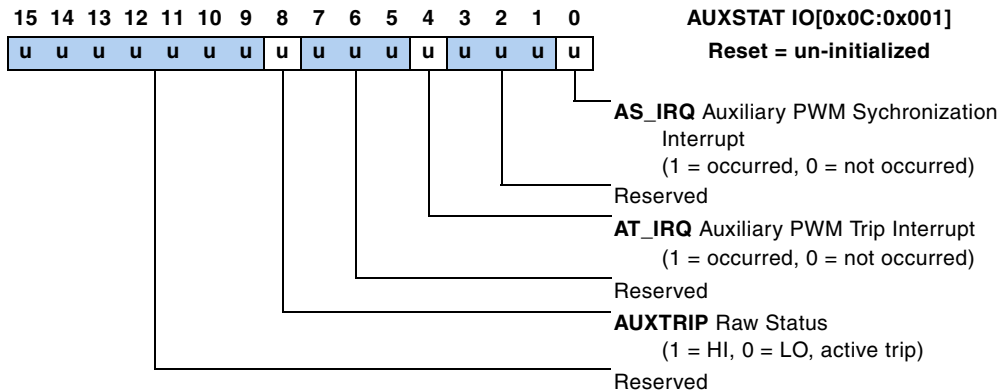 15 14 13 12 11 10 9 8 7 6 5 4 3 2 1 0
AUXSTAT IO[0x0C:0x001]
u u u u u u u u u u u u u u u u
Reset = un-initialized
AS_IRQ Auxiliary PWM Sychronization
Interrupt
(1 = occurred, 0 = not occurred)
Reserved
AT_IRQ Auxiliary PWM Trip Interrupt
(1 = occurred, 0 = not occurred)
Reserved
AUXTRIP Raw Status
(1 = HI, 0 = LO, active trip)
Reserved